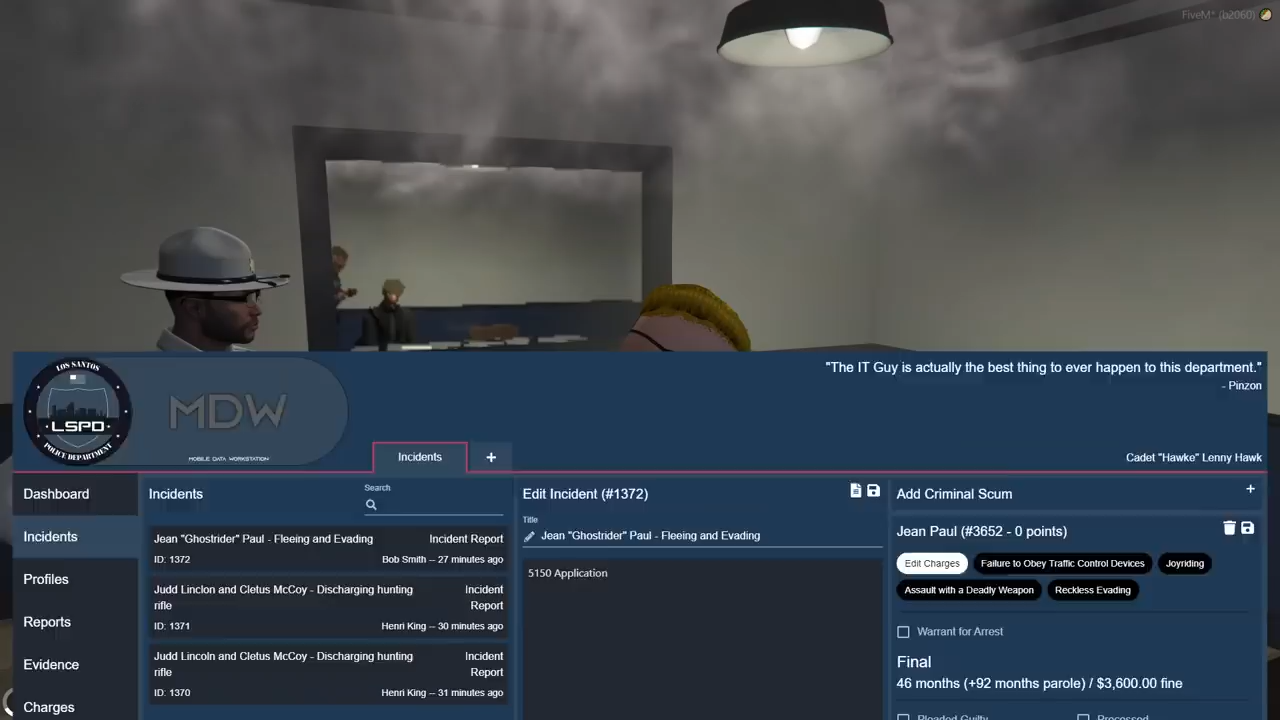 FiveM* (b2060)
"The IT Guy is actually the best thing to ever happen to this department."
- Pinzon
LOS SANTOS
LSPD
POLICE DEPARTMENT
MDW
MOBILE DATA WORKSTATION
Incidents
+
Cadet "Hawke" Lenny Hawk
Dashboard
Incidents
Profiles
Reports
Evidence
Charges
Incidents
Search
Jean "Ghostrider" Paul - Fleeing and Evading
Incident Report
ID: 1372
Bob Smith -- 27 minutes ago
Judd Linclon and Cletus McCoy - Discharging hunting
rifle
Incident
Report
ID: 1371
Henri King -- 30 minutes ago
Judd Lincoln and Cletus McCoy - Discharging hunting
rifle
Incident
Report
ID: 1370
Henri King -- 31 minutes ago
Edit Incident (#1372)
Title
Jean "Ghostrider" Paul - Fleeing and Evading
5150 Application
Add Criminal Scum
+
Jean Paul (#3652 - 0 points)
Edit Charges
Failure to Obey Traffic Control Devices
Joyriding
Assault with a Deadly Weapon
Reckless Evading
Warrant for Arrest
Final
46 months (+92 months parole) / $3,600.00 fine
Pleaded Guilty
Processed